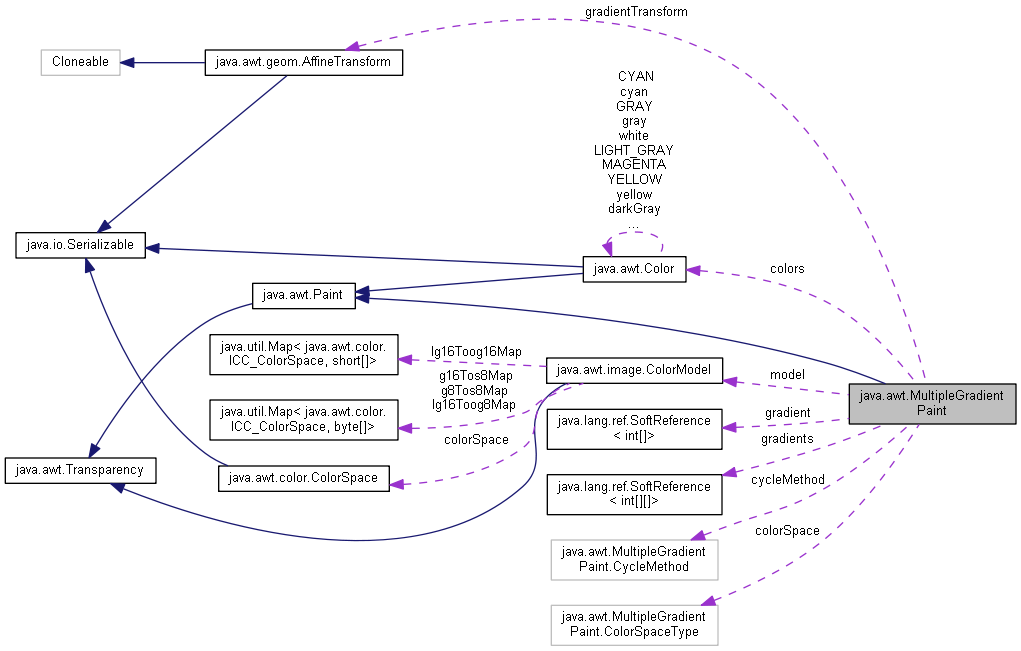 gradientTransform
Cloneable
java.awt.geom.AffineTransform
CYAN
cyan
GRAY
gray
white
LIGHT_GRAY
MAGENTA
YELLOW
yellow
darkGray
...
java.io.Serializable
java.awt.Color
colors
java.awt.Paint
java.util.Map< java.awt.color.
ICC_ColorSpace, short[]>
lg16Toog16Map
java.awt.image.ColorModel
model
java.awt.MultipleGradient
Paint
g16Tos8Map
g8Tos8Map
lg16Toog8Map
java.util.Map< java.awt.color.
ICC_ColorSpace, byte[]>
gradient
java.lang.ref.SoftReference
< int[]>
colorSpace
gradients
java.awt.Transparency
java.awt.color.ColorSpace
java.lang.ref.SoftReference
< int[][]>
cycleMethod
colorSpace
java.awt.MultipleGradient
Paint.CycleMethod
java.awt.MultipleGradient
Paint.ColorSpaceType